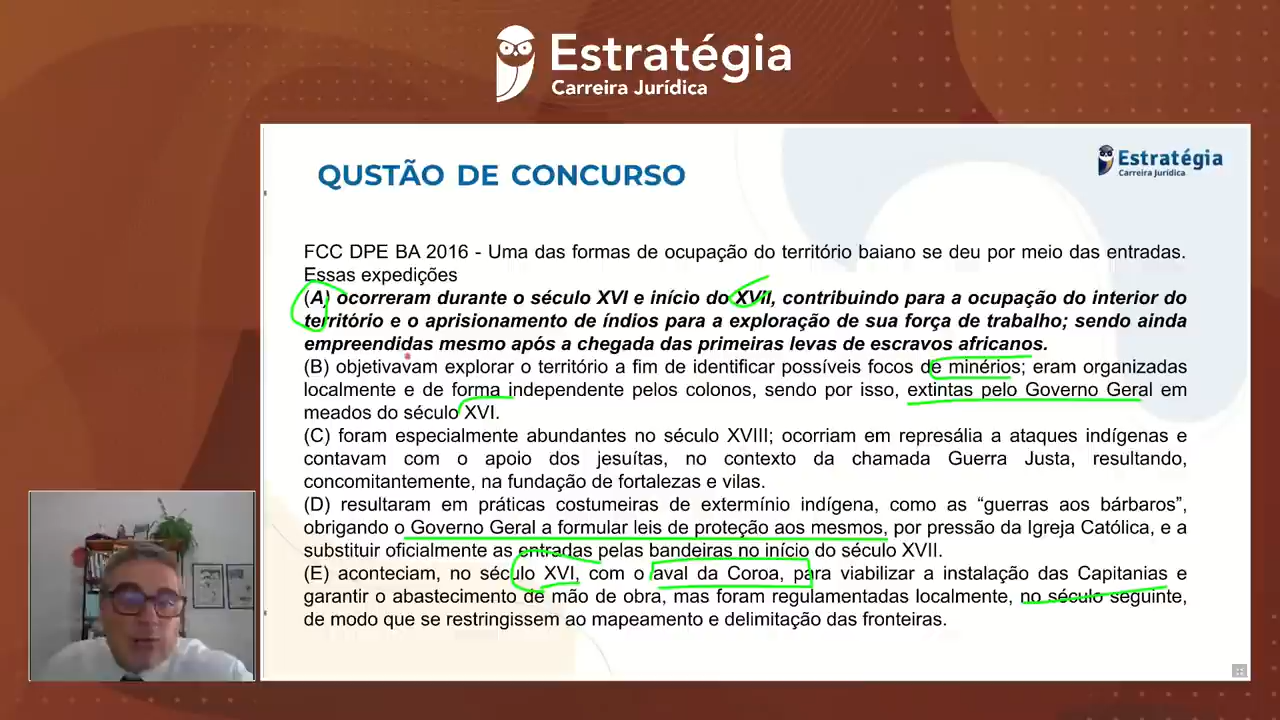 Estratégia
Carreira Jurídica
Estratégia
Carreira Jurídica
QUSTÃO DE CONCURSO
FCC DPE BA 2016 - Uma das formas de ocupação do território baiano se deu por meio das entradas.
Essas expedições
(A) ocorreram durante o século XVI e início do XVII, contribuindo para a ocupação do interior do
território e o aprisionamento de índios para a exploração de sua força de trabalho; sendo ainda
empreendidas mesmo após a chegada das primeiras levas de escravos africanos.
(B) objetivavam explorar o território a fim de identificar possíveis focos de minérios; eram organizadas
localmente e de forma independente pelos colonos, sendo por isso, extintas pelo Governo Geral em
meados do século XVI.
(C) foram especialmente abundantes no século XVIII; ocorriam em represália a ataques indígenas e
contavam com o apoio dos jesuítas, no contexto da chamada Guerra Justa, resultando,
concomitantemente, na fundação de fortalezas e vilas.
(D) resultaram em práticas costumeiras de extermínio indígena, como as “guerras aos bárbaros”,
obrigando o Governo Geral a formular leis de proteção aos mesmos, por pressão da Igreja Católica, e a
substituir oficialmente as entradas pelas bandeiras no início do século XVII.
(E) aconteciam, no século XVI, com o aval da Coroa, para viabilizar a instalação das Capitanias e
garantir o abastecimento de mão de obra, mas foram regulamentadas localmente, no século seguinte,
de modo que se restringissem ao mapeamento e delimitação das fronteiras.